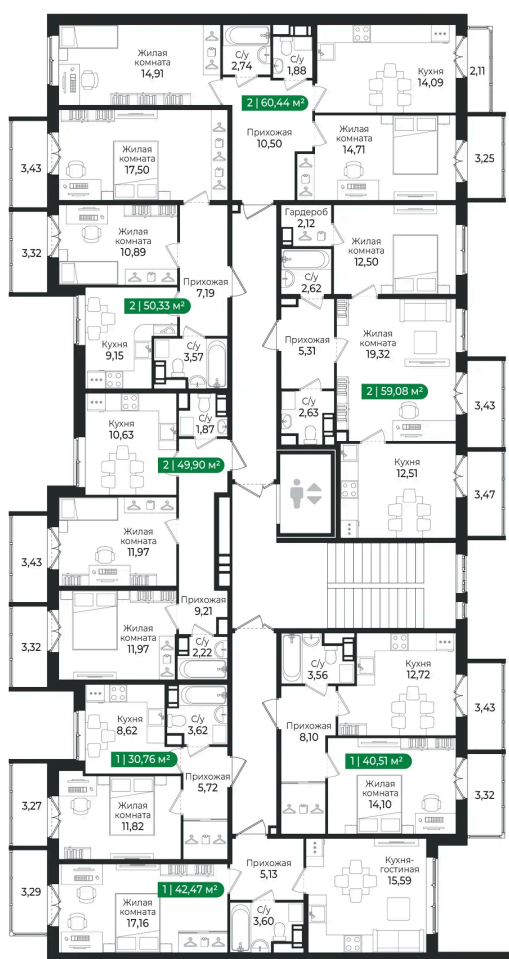 Жилая
комната
14,91
С/у
2,74
С/у
1,88
Кухня
14,09
2,11
2 | 60,44 м²
Прихожая
10,50
3,43
Жилая
комната
17,50
Жилая
комната
14,71
3,25
3,32
Жилая
комната
10,89
Гардероб
2,12
Жилая
комната
12,50
Прихожая
7,19
С/у
2,62
2 | 50,33 м²
Кухня
9,15
С/у
3,57
Прихожая
5,31
Жилая
комната
19,32
2 | 59,08 м²
С/у
2,63
3,43
Кухня
10,63
С/у
1,87
2 | 49,90 м²
Кухня
12,51
3,47
3,43
Жилая
комната
11,97
3,32
Жилая
комната
11,97
Прихожая
9,21
С/у
2,22
С/у
3,56
Кухня
12,72
3,43
Кухня
8,62
С/у
3,62
Прихожая
8,10
1 | 30,76 м²
1 | 40,51 м²
Прихожая
5,72
Жилая
комната
14,10
3,32
3,27
Жилая
комната
11,82
3,29
1 | 42,47 м²
Жилая
комната
17,16
Прихожая
5,13
С/у
3,60
Кухня-
гостиная
15,59